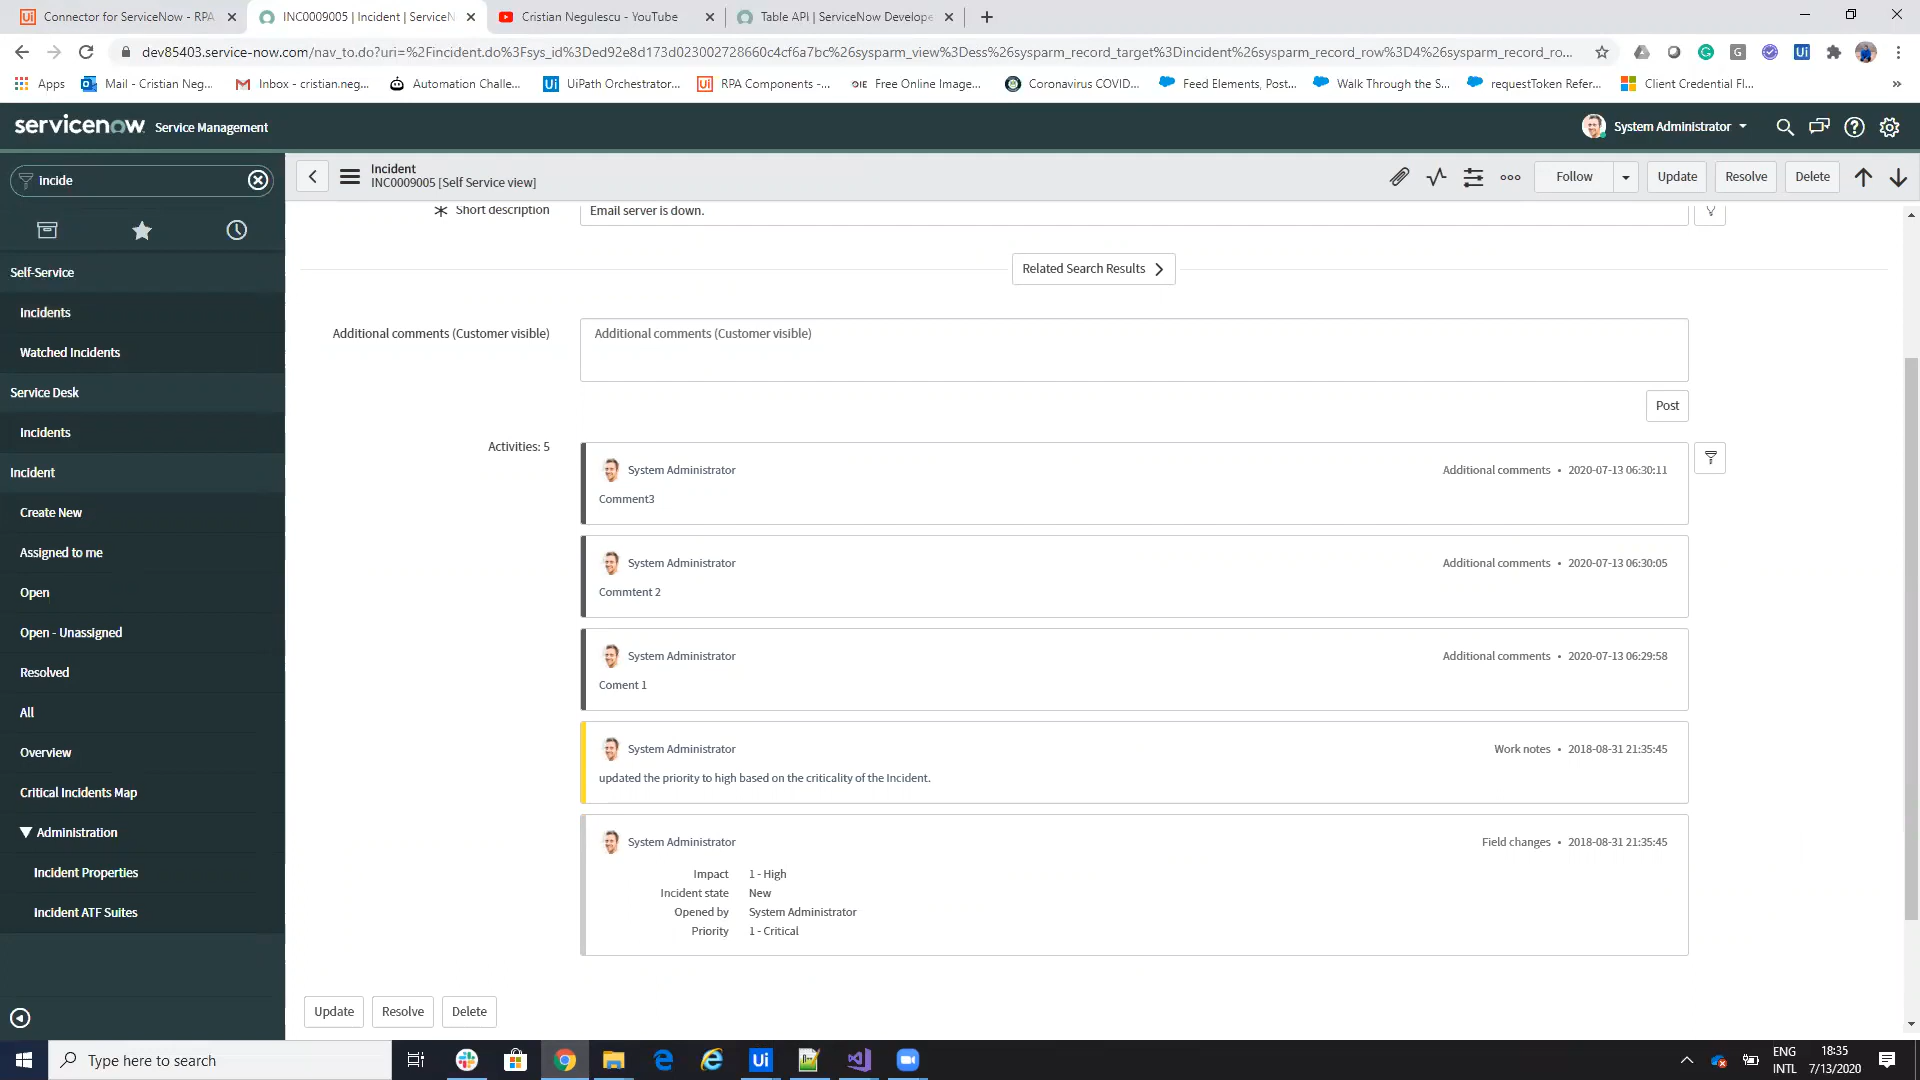 Connector for ServiceNow - RPA
INC0009005 | Incident | ServiceN
Cristian Negulescu - YouTube
Table API | ServiceNow Develope
dev85403.service-now.com/nav_to.do?uri=%2Fincident.do%3Fsys_id%3Ded92e8d173d023002728660c4cf6a7bc%26sysparm_view%3Dess%26sysparm_record_target%3Dincident%26sysparm_record_row%3D4%26sysparm_record_ro...
Apps
Mail - Cristian Neg...
Inbox - cristian.neg...
Automation Challe...
UiPath Orchestrator...
RPA Components -...
Free Online Image...
Coronavirus COVID...
Feed Elements, Post...
Walk Through the S...
requestToken Refer...
Client Credential Fl...
servicenow Service Management
System Administrator
incide
Incident
INC0009005 [Self Service view]
Follow
Update
Resolve
Delete
Self-Service
Incidents
Watched Incidents
Service Desk
Incidents
Incident
Create New
Assigned to me
Open
Open - Unassigned
Resolved
All
Overview
Critical Incidents Map
Administration
Incident Properties
Incident ATF Suites
Short description
Email server is down.
Related Search Results
Additional comments (Customer visible)
Additional comments (Customer visible)
Post
Activities: 5
System Administrator
Additional comments • 2020-07-13 06:30:11
Comment3
System Administrator
Additional comments • 2020-07-13 06:30:05
Commtent 2
System Administrator
Additional comments • 2020-07-13 06:29:58
Coment 1
System Administrator
Work notes • 2018-08-31 21:35:45
updated the priority to high based on the criticality of the Incident.
System Administrator
Field changes • 2018-08-31 21:35:45
Impact 1 - High
Incident state New
Opened by System Administrator
Priority 1 - Critical
Update
Resolve
Delete
Type here to search
ENG
INTL
18:35
7/13/2020